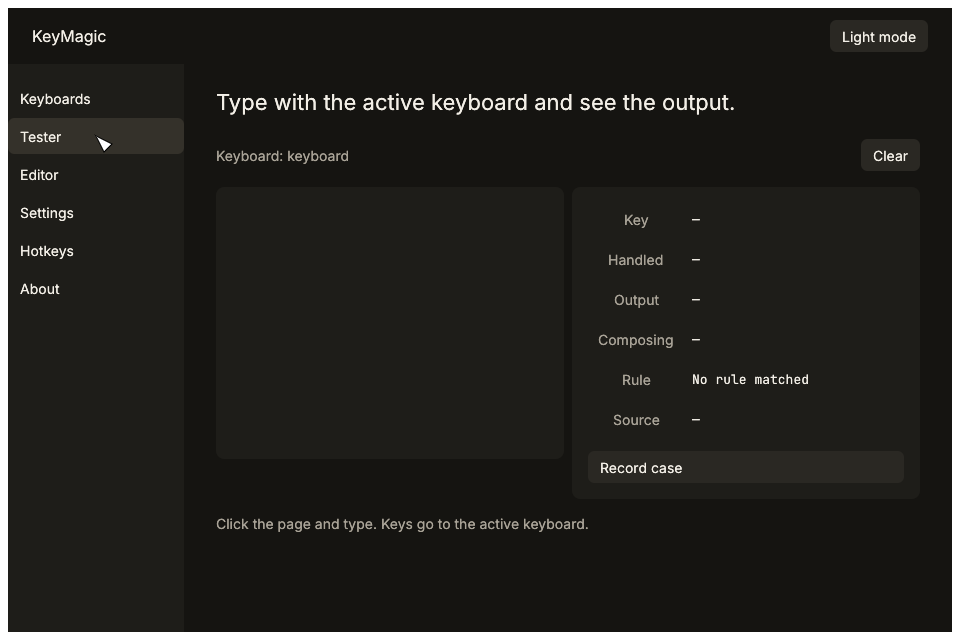 KeyMagic
Light mode
Keyboards
Tester
Editor
Settings
Hotkeys
About
Type with the active keyboard and see the output.
Keyboard: keyboard
Clear
Key –
Handled –
Output –
Composing –
Rule No rule matched
Source –
Record case
Click the page and type. Keys go to the active keyboard.